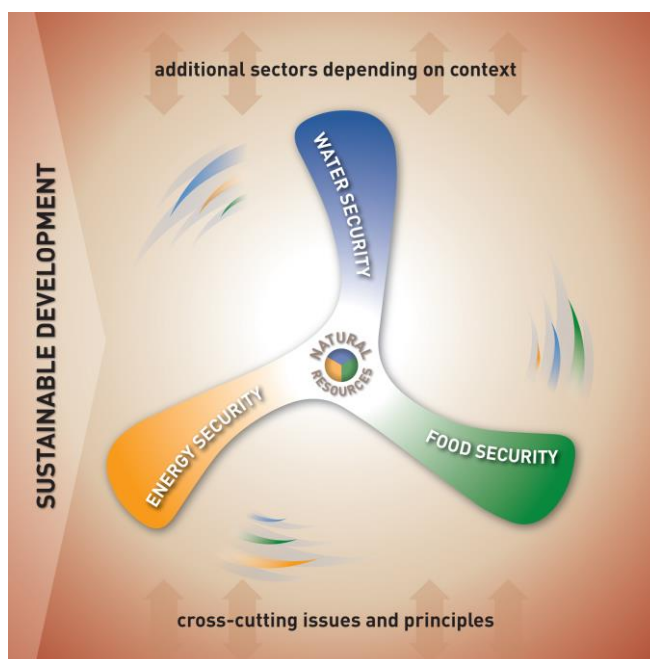 additional sectors depending on context
WATER SECURITY
SUSTAINABLE DEVELOPMENT
NATURAL
RESOURCES
ENERGY SECURITY
FOOD SECURITY
cross-cutting issues and principles